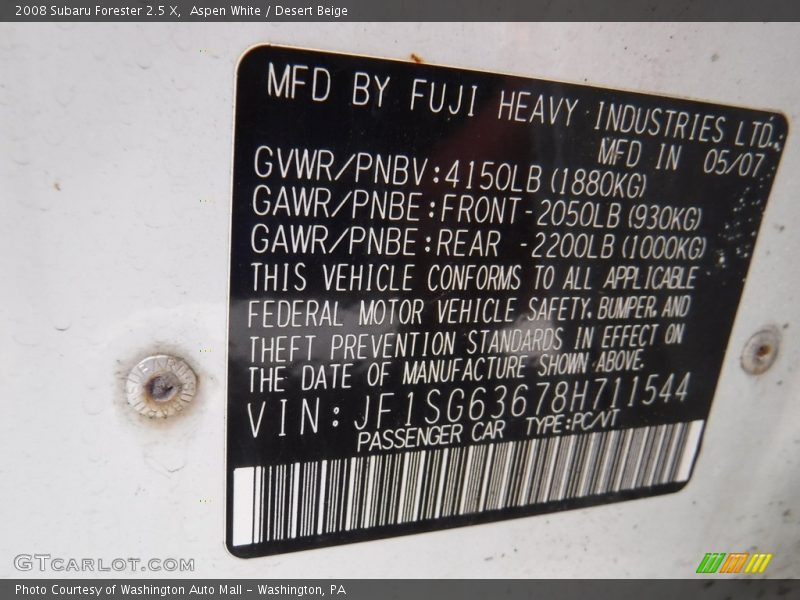 2008 Subaru Forester 2.5 X, Aspen White / Desert Beige
MFD BY FUJI HEAVY INDUSTRIES LTD.
MFD IN 05/07
GVWR/PNBV:4150LB (1880KG)
GAWR/PNBE:FRONT-2050LB (930KG)
GAWR/PNBE:REAR -2200LB (1000KG)
THIS VEHICLE CONFORMS TO ALL APPLICABLE
FEDERAL MOTOR VEHICLE SAFETY, BUMPER, AND
THEFT PREVENTION STANDARDS IN EFFECT ON
THE DATE OF MANUFACTURE SHOWN ABOVE.
VIN: JF1SG63678H711544
PASSENGER CAR TYPE:PC/VT
GTcarlot.com
Photo Courtesy of Washington Auto Mall - Washington, PA